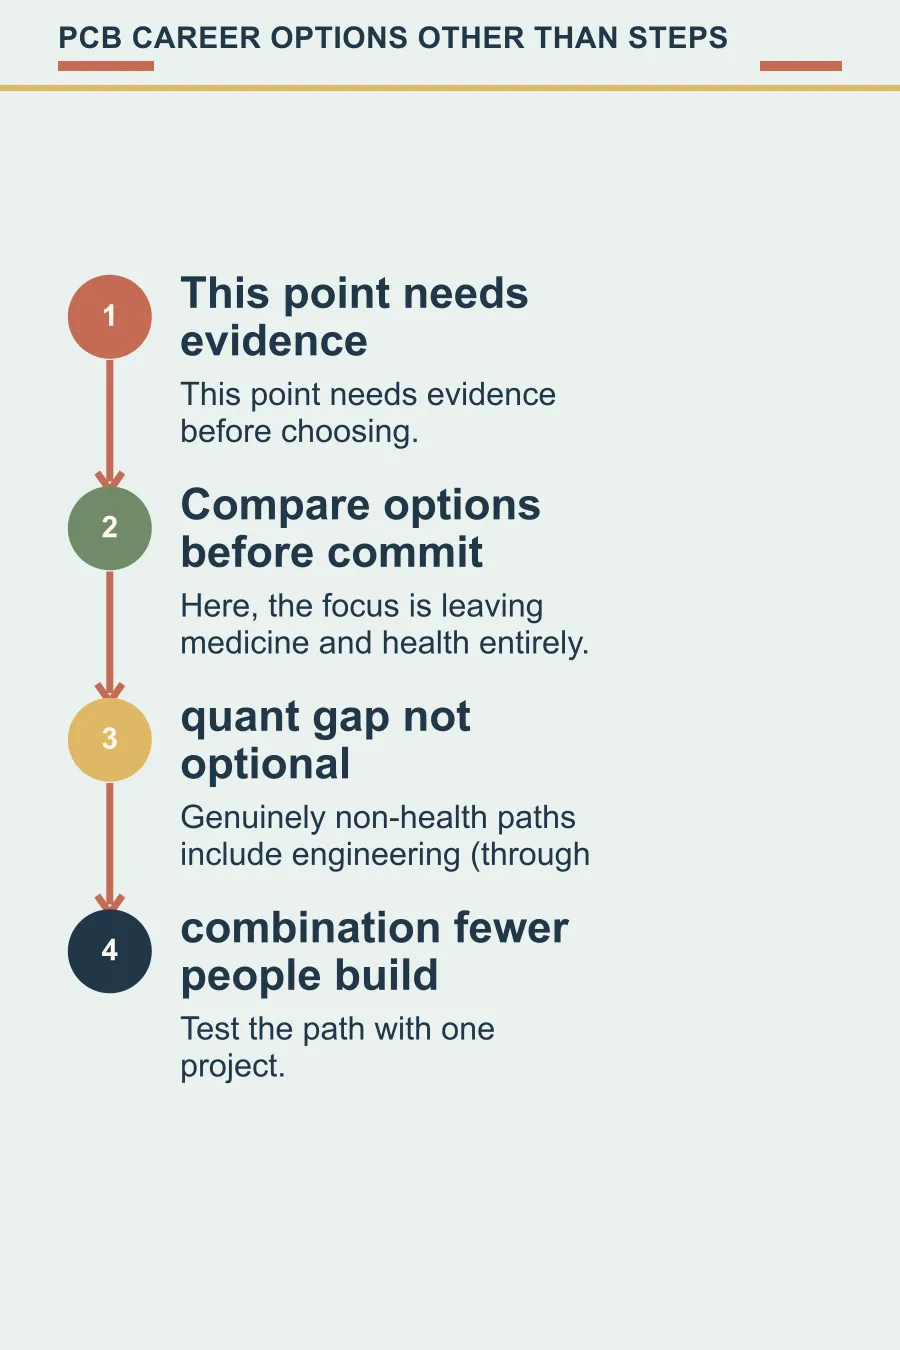 PCB CAREER OPTIONS OTHER THAN STEPS
1
This point needs
evidence
This point needs evidence
before choosing.
2
Compare options
before commit
Here, the focus is leaving
medicine and health entirely.
3
quant gap not
optional
Genuinely non-health paths
include engineering (through
4
combination fewer
people build
Test the path with one
project.